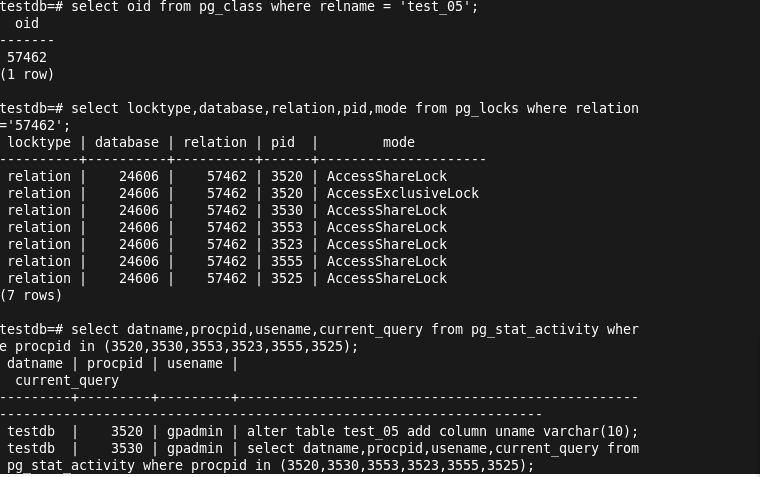 testdb=# select oid from pg_class where relname = 'test_05';
  oid
-------
 57462
(1 row)

testdb=# select locktype,database,relation,pid,mode from pg_locks where relation
='57462';
 locktype | database | relation | pid  |        mode
----------+----------+----------+------+---------------------
 relation |    24606 |    57462 | 3520 | AccessShareLock
 relation |    24606 |    57462 | 3520 | AccessExclusiveLock
 relation |    24606 |    57462 | 3530 | AccessShareLock
 relation |    24606 |    57462 | 3553 | AccessShareLock
 relation |    24606 |    57462 | 3523 | AccessShareLock
 relation |    24606 |    57462 | 3555 | AccessShareLock
 relation |    24606 |    57462 | 3525 | AccessShareLock
(7 rows)

testdb=# select datname,procpid,usename,current_query from pg_stat_activity wher
e procpid in (3520,3530,3553,3523,3555,3525);
 datname | procpid | usename |
  current_query
---------+---------+---------+--------------------------------------------------
--------------------------------------------------------------------
 testdb  |    3520 | gpadmin | alter table test_05 add column uname varchar(10);
 testdb  |    3530 | gpadmin | select datname,procpid,usename,current_query from
 pg_stat_activity where procpid in (3520,3530,3553,3523,3555,3525);